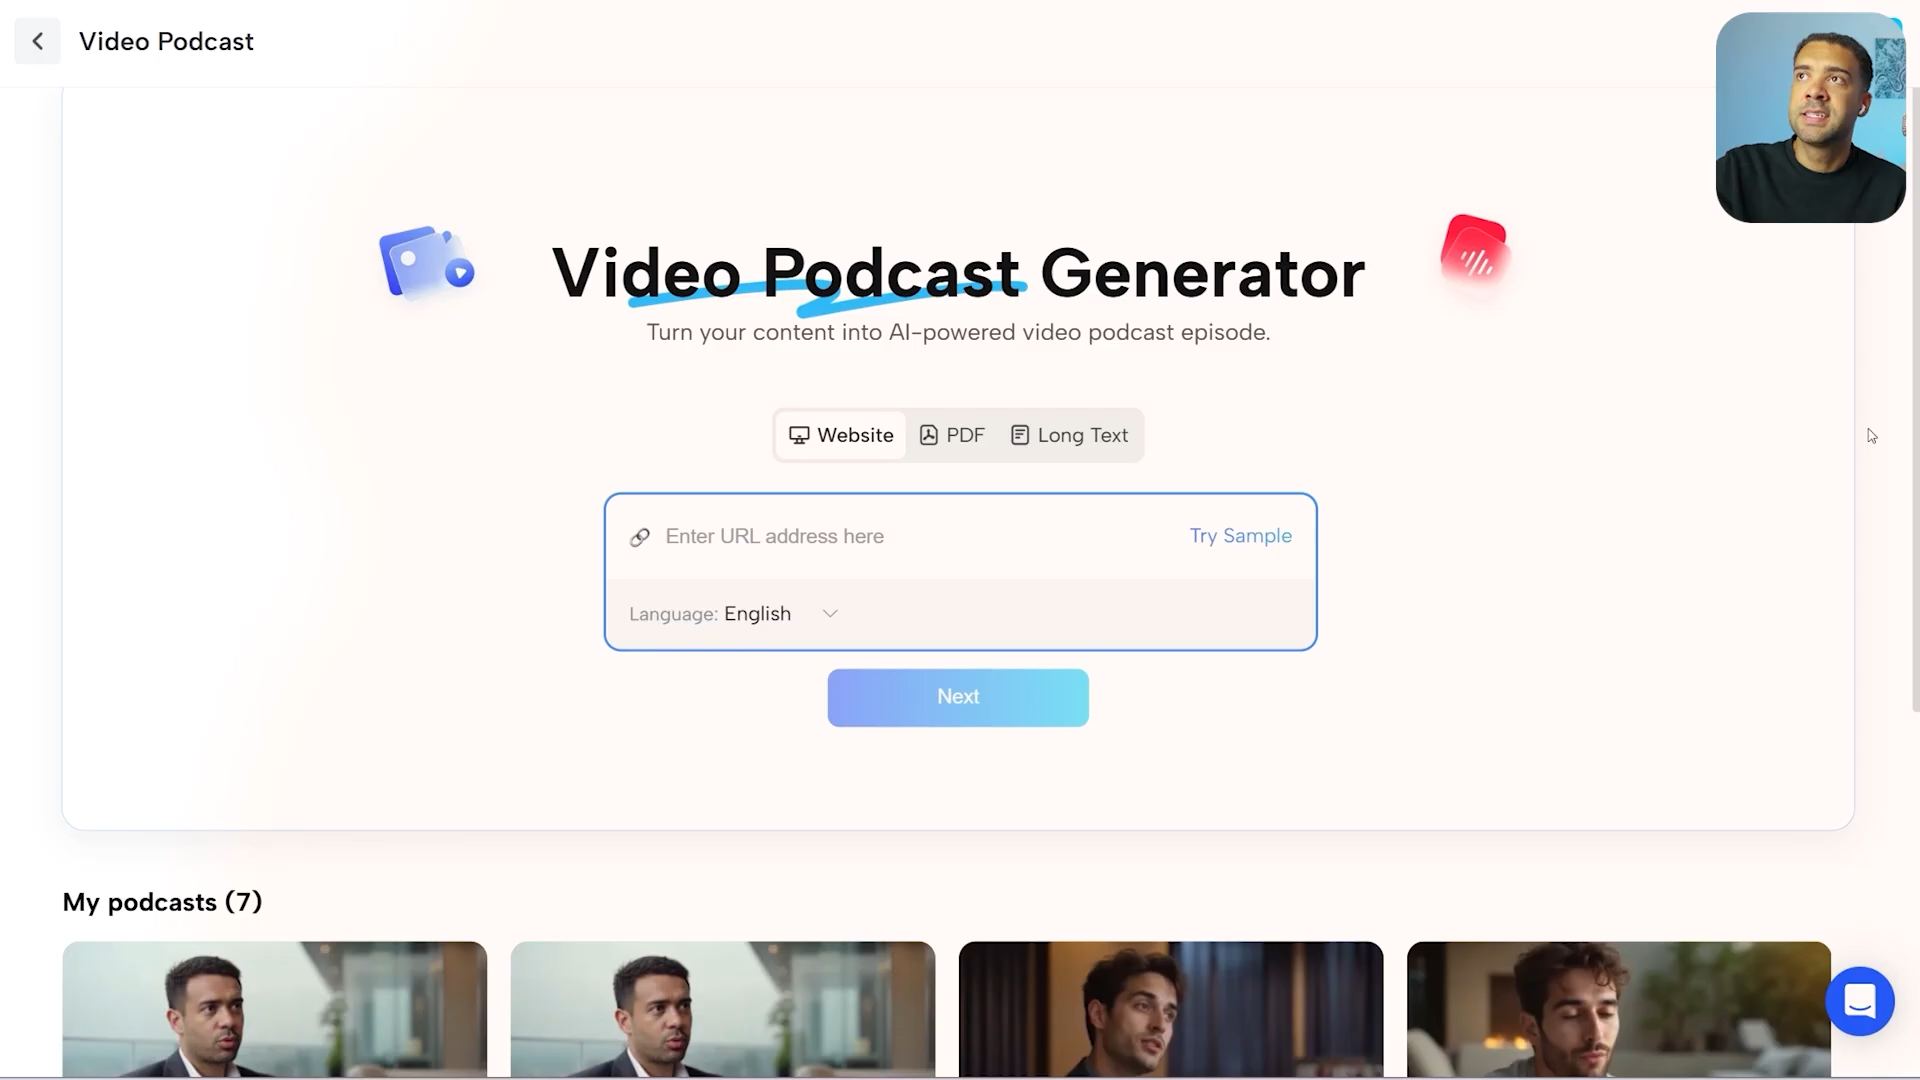 Video Podcast
Video Podcast Generator
Turn your content into AI-powered video podcast episode.
Website PDF Long Text
Enter URL address here Try Sample
Language: English
Next
My podcasts (7)